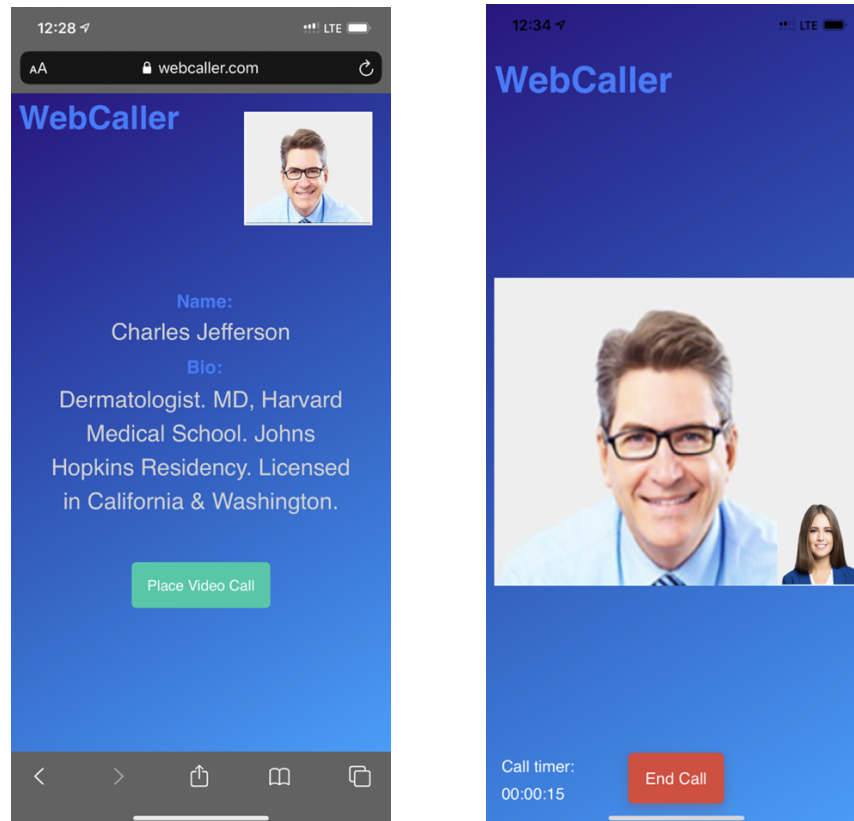 12:28
LTE
AA
webcaller.com
WebCaller
Name:
Charles Jefferson
Bio:
Dermatologist. MD, Harvard
Medical School. Johns
Hopkins Residency. Licensed
in California & Washington.
Place Video Call
12:34
LTE
WebCaller
Call timer:
00:00:15
End Call